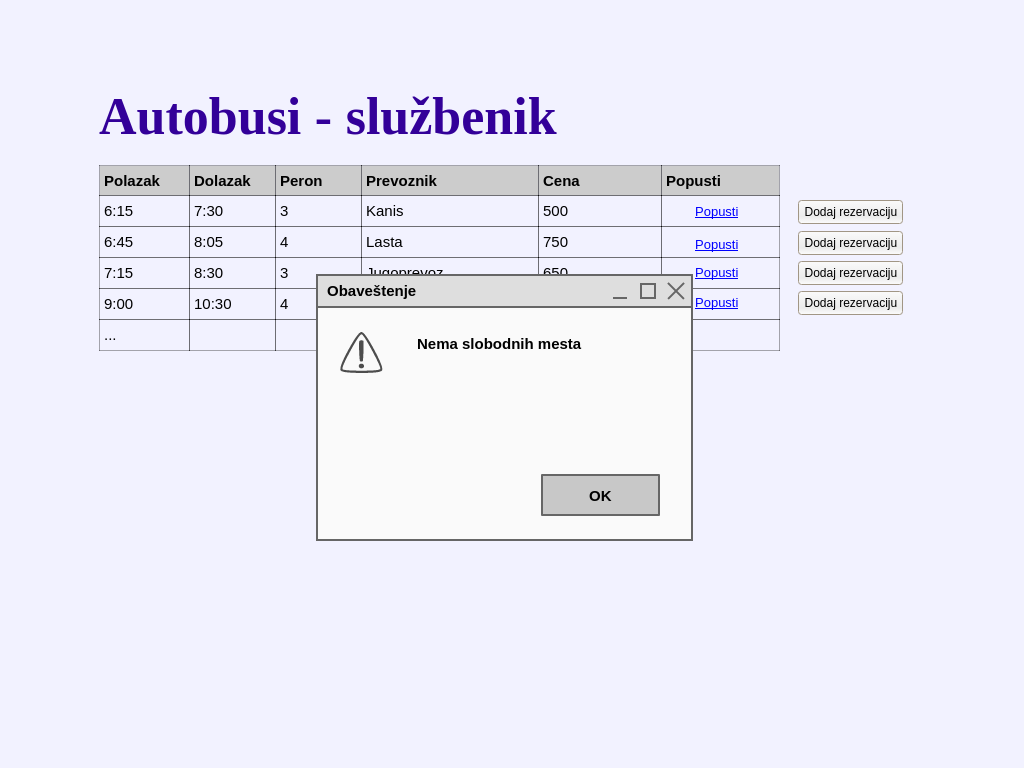 Autobusi - službenik
Polazak Dolazak Peron Prevoznik Cena Popusti
6:15 7:30 3 Kanis 500 Popusti Dodaj rezervaciju
6:45 8:05 4 Lasta 750 Popusti Dodaj rezervaciju
7:15 8:30 3 Jugoprevoz 650 Popusti Dodaj rezervaciju
9:00 10:30 4 Popusti Dodaj rezervaciju
...
Obaveštenje
Nema slobodnih mesta
OK